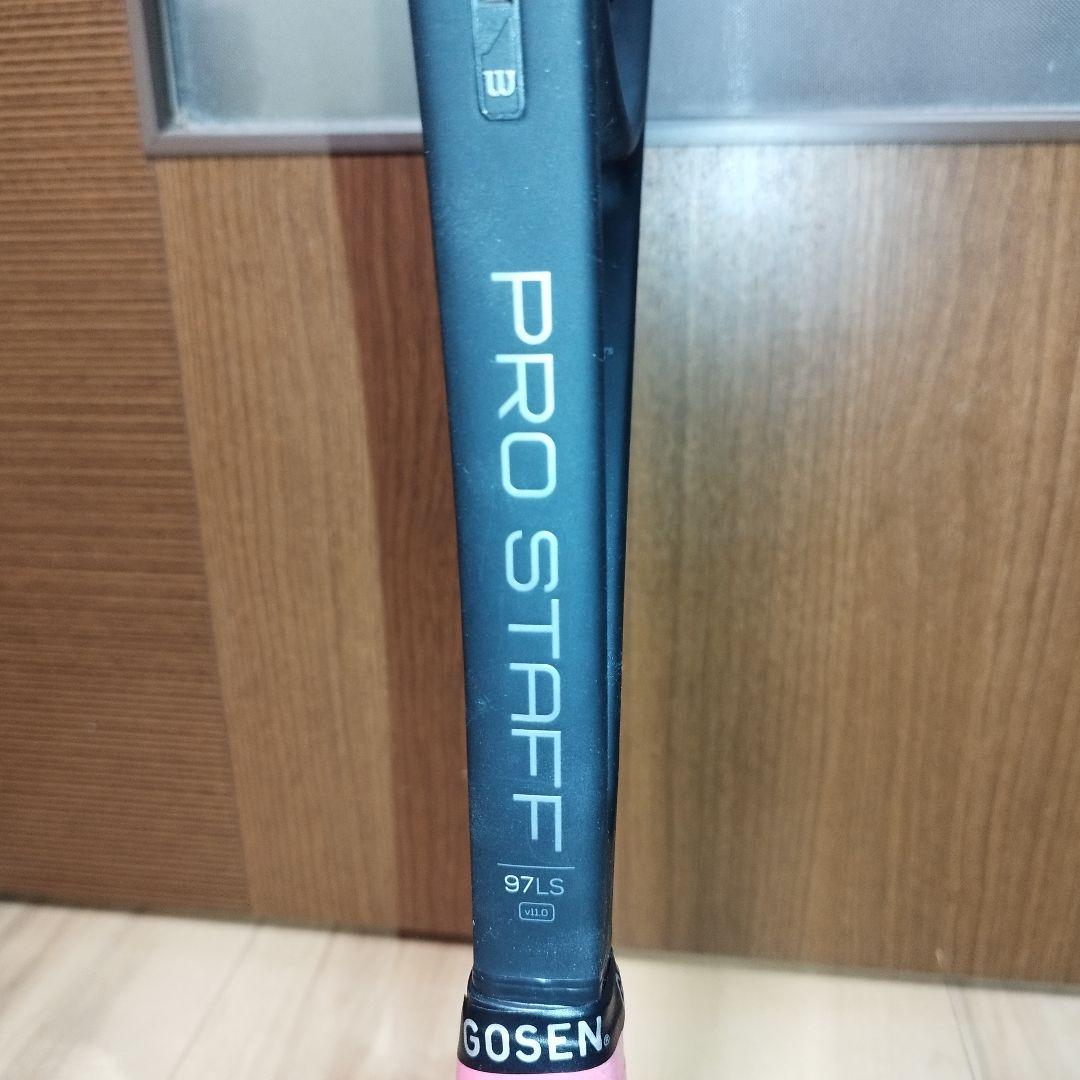 W
PRO STAFF
97LS
v11.0
GOSEN®